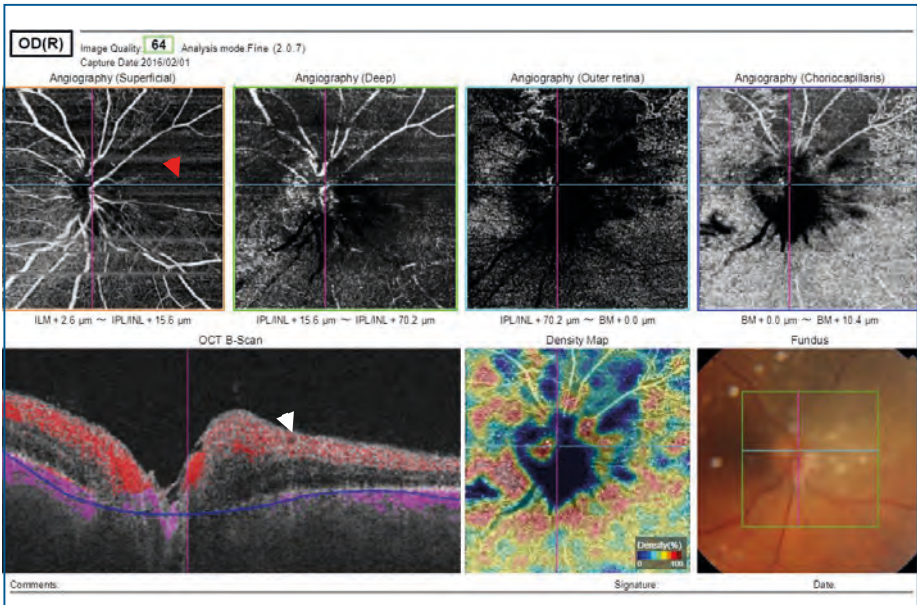 OD(R) Image Quality: 64 Analysis mode:Fine (2.0.7)
Capture Date:2016/02/01
Angiography (Superficial) Angiography (Deep) Angiography (Outer retina) Angiography (Choriocapillaris)
ILM + 2.6 µm ~ IPL/INL + 15.6 µm IPL/INL + 15.6 µm ~ IPL/INL + 70.2 µm IPL/INL + 70.2 µm ~ BM + 0.0 µm BM + 0.0 µm ~ BM + 10.4 µm
OCT B-Scan Density Map Fundus
Density(%)
0 100
Comments: Signature: Date: